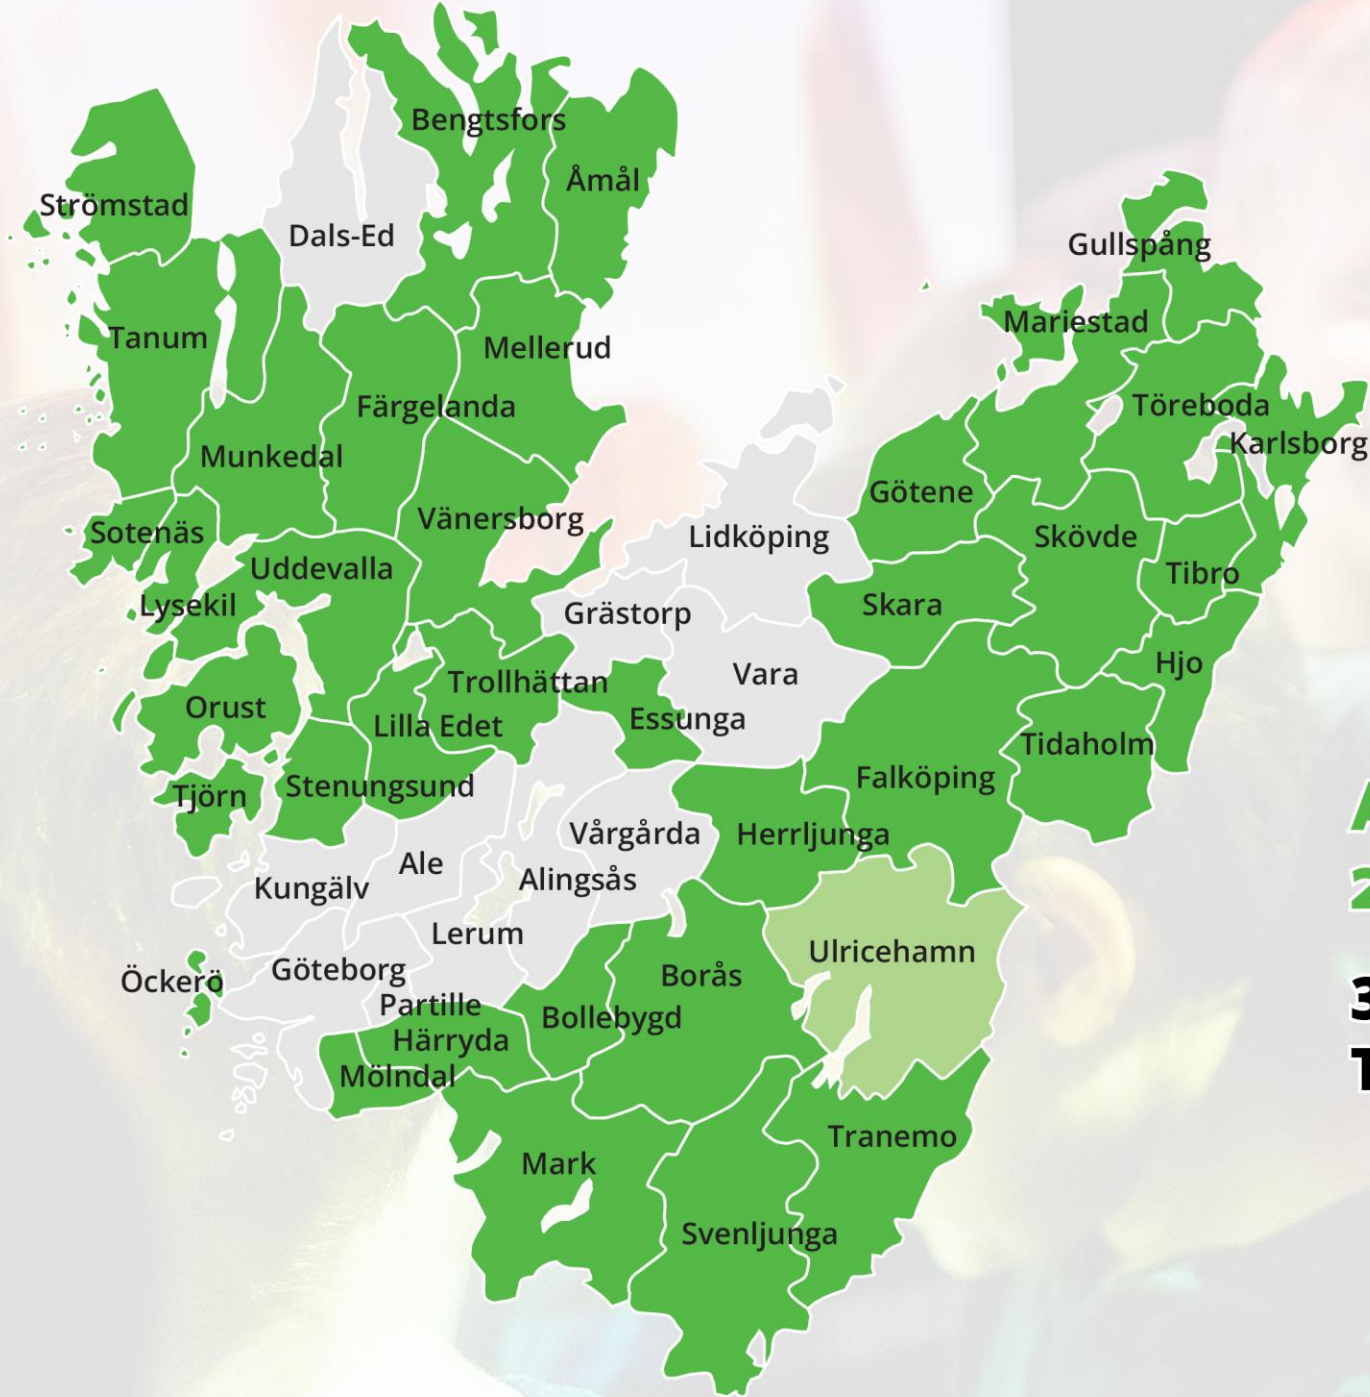 Bengtsfors
Åmål
Strömstad
Dals-Ed
Gullspång
Mariestad
Tanum
Mellerud
Töreboda
Färgelanda
Karlsborg
Munkedal
Götene
Vänersborg
Sotenäs
Lidköping
Skövde
Uddevalla
Tibro
Lysekil
Grästorp
Skara
Hjo
Vara
Trollhättan
Orust
Essunga
Lilla Edet
Tidaholm
Falköping
Stenungsund
Tjörn
Vårgårda
Herrljunga
Ale
Alingsås
Kungälv
Lerum
Ulricehamn
Göteborg
Borås
Öckerö
Partille
Bollebygd
Härryda
Mölndal
Tranemo
Mark
Svenljunga